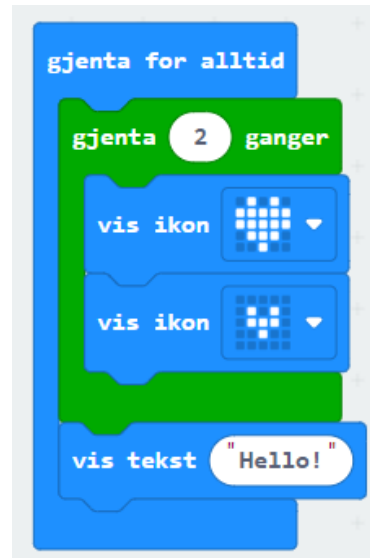 gjenta for alltid
gjenta 2 ganger
vis ikon
vis ikon
vis tekst "Hello!"